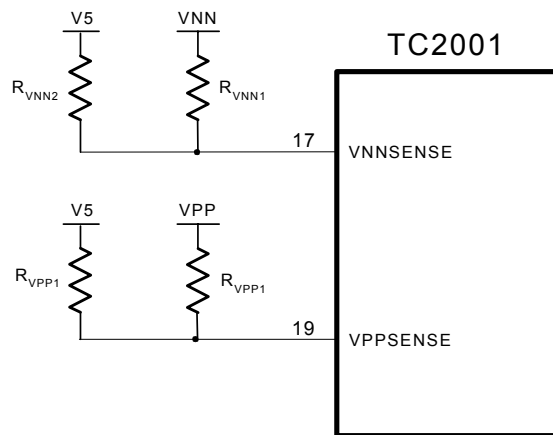 V5 VNN
TC2001
R_VNN2 R_VNN1
17 VNNSENSE
V5 VPP
R_VPP1 R_VPP1
19 VPPSENSE